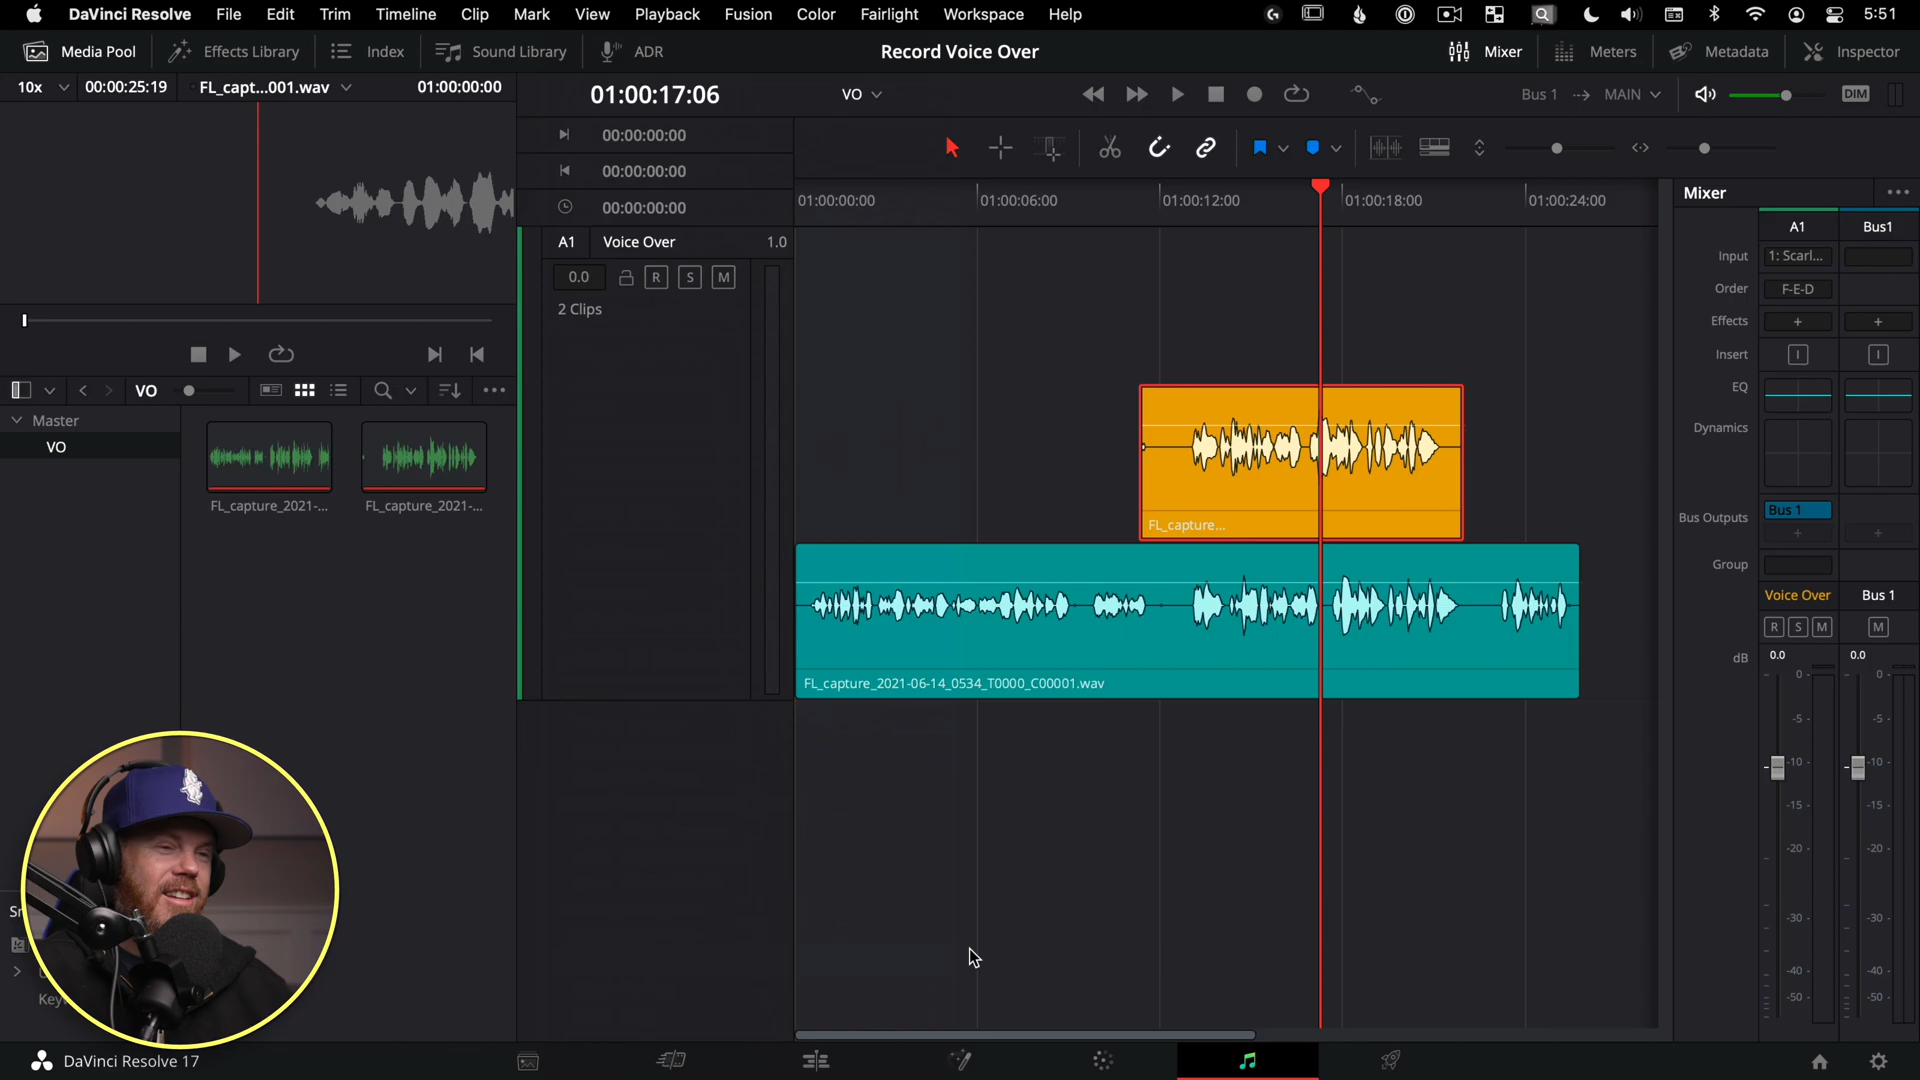 DaVinci Resolve File Edit Trim Timeline Clip Mark View Playback Fusion Color Fairlight Workspace Help 5:51
Media Pool Effects Library Index Sound Library ADR Record Voice Over Mixer Meters Metadata Inspector
10x 00:00:25:19 FL_capt...001.wav 01:00:00:00 01:00:17:06 VO Bus 1 MAIN DIM
00:00:00:00
00:00:00:00
Mixer
01:00:00:00 01:00:06:00 01:00:12:00 01:00:18:00 01:00:24:00
00:00:00:00
A1 Bus1
A1 Voice Over 1.0
Input 1: Scarl...
0.0 R S M
Order F-E-D
2 Clips
Effects + +
Insert I I
EQ
VO
Master
Dynamics
VO
FL_capture_2021-... FL_capture_2021-...
Bus Outputs Bus 1
+ +
FL_capture...
Group
Voice Over Bus 1
R S M M
dB 0.0 0.0
0 0
FL_capture_2021-06-14_0534_T0000_C00001.wav
-5 -5
-10 -10
-15 -15
-20 -20
-30 -30
-40 -40
-50 -50
DaVinci Resolve 17